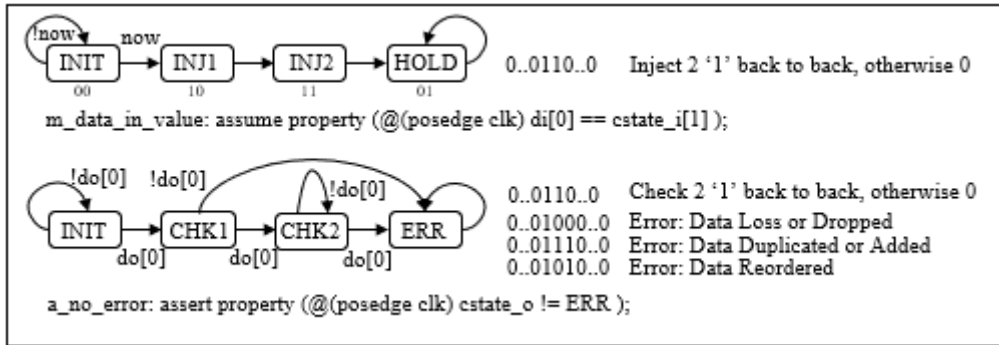 !now
now
INIT INJ1 INJ2 HOLD 0..0110..0 Inject 2 ‘1’ back to back, otherwise 0
00 10 11 01
m_data_in_value: assume property (@(posedge clk) di[0] == cstate_i[1] );
!do[0] !do[0] !do[0] 0..0110..0 Check 2 ‘1’ back to back, otherwise 0
INIT CHK1 CHK2 ERR 0..01000..0 Error: Data Loss or Dropped
do[0] do[0] do[0] 0..01110..0 Error: Data Duplicated or Added
0..01010..0 Error: Data Reordered
a_no_error: assert property (@(posedge clk) cstate_o != ERR );